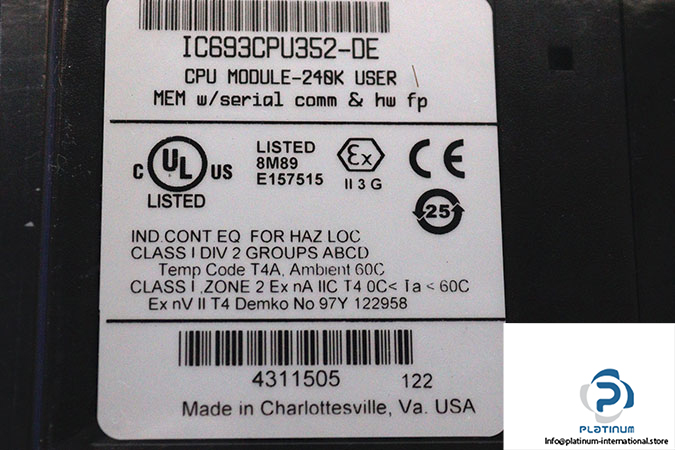 IC693CPU352-DE
CPU MODULE-240K USER
MEM w/serial comm & hw fp
C UL US
LISTED
LISTED
8M89
E157515
Ex
II 3 G
CE
25
IND.CONT EQ FOR HAZ LOC
CLASS I DIV 2 GROUPS ABCD
Temp Code T4A, Ambient 60C
CLASS I ,ZONE 2 Ex nA IIC T4 0C< Ta < 60C
Ex nV II T4 Demko No 97Y 122958
4311505 122
Made in Charlottesville, Va. USA
PLATINUM
Info@platinum-international.store